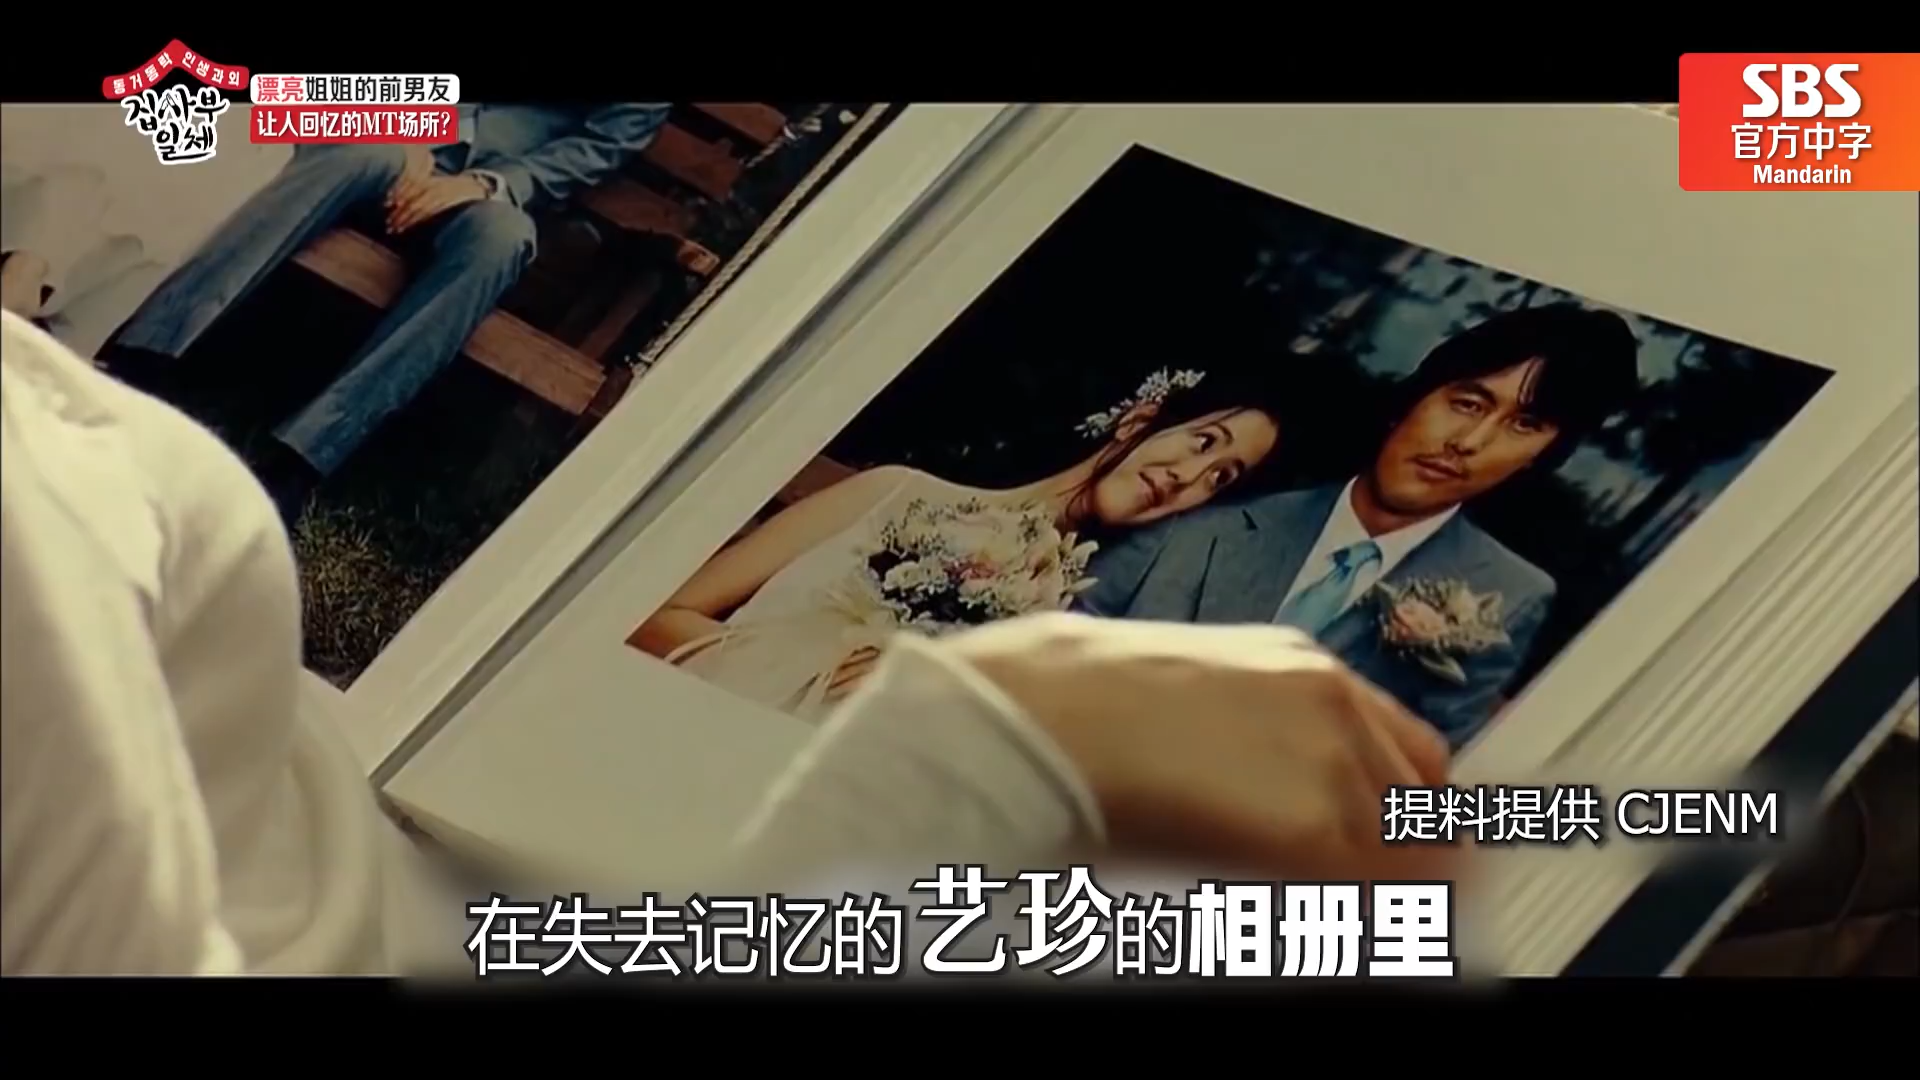 동거동락 인생과외
집사부
일체
漂亮姐姐的前男友
让人回忆的MT场所?
SBS
官方中字
Mandarin
提料提供 CJENM
在失去记忆的艺珍的相册里